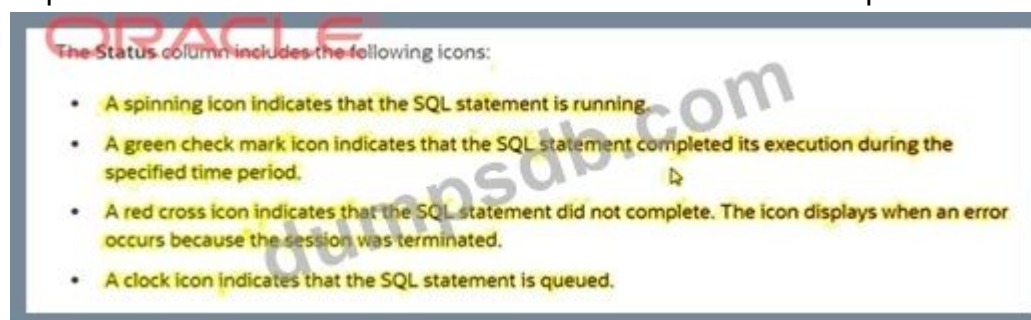 ORACLE
The Status column includes the following icons:
• A spinning icon indicates that the SQL statement is running.
• A green check mark icon indicates that the SQL statement completed its execution during the
specified time period.
• A red cross icon indicates that the SQL statement did not complete. The icon displays when an error
occurs because the session was terminated.
• A clock icon indicates that the SQL statement is queued.
dumpsdb.com